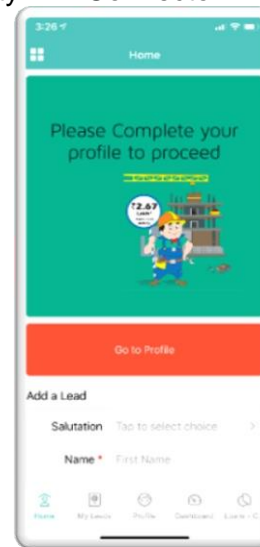 3:26
Home
Please Complete your
profile to proceed
₹2.67
Go to Profile
Add a Lead
Salutation Tap to select choice
Name * First Name
Home My Leads Profile Dashboard